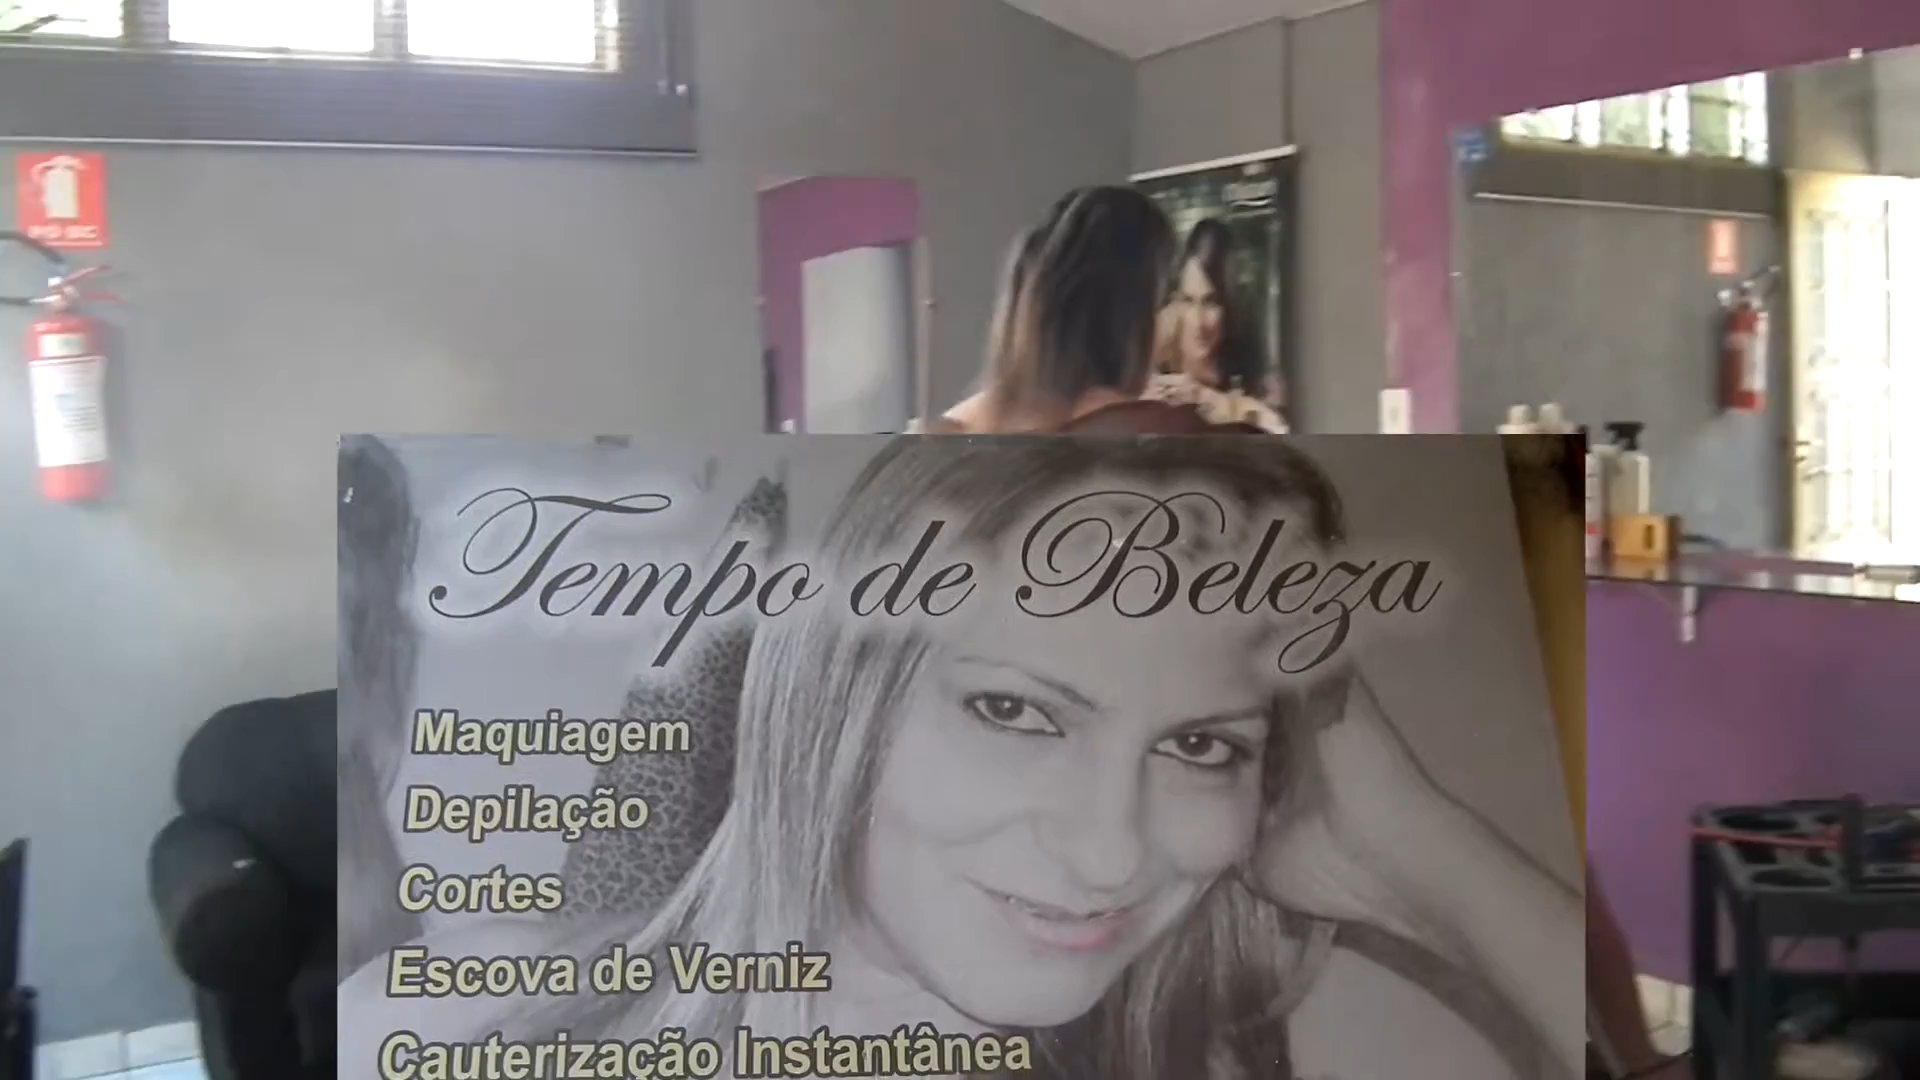 Tempo de Beleza
Maquiagem
Depilação
Cortes
Escova de Verniz
Cauterização Instantânea